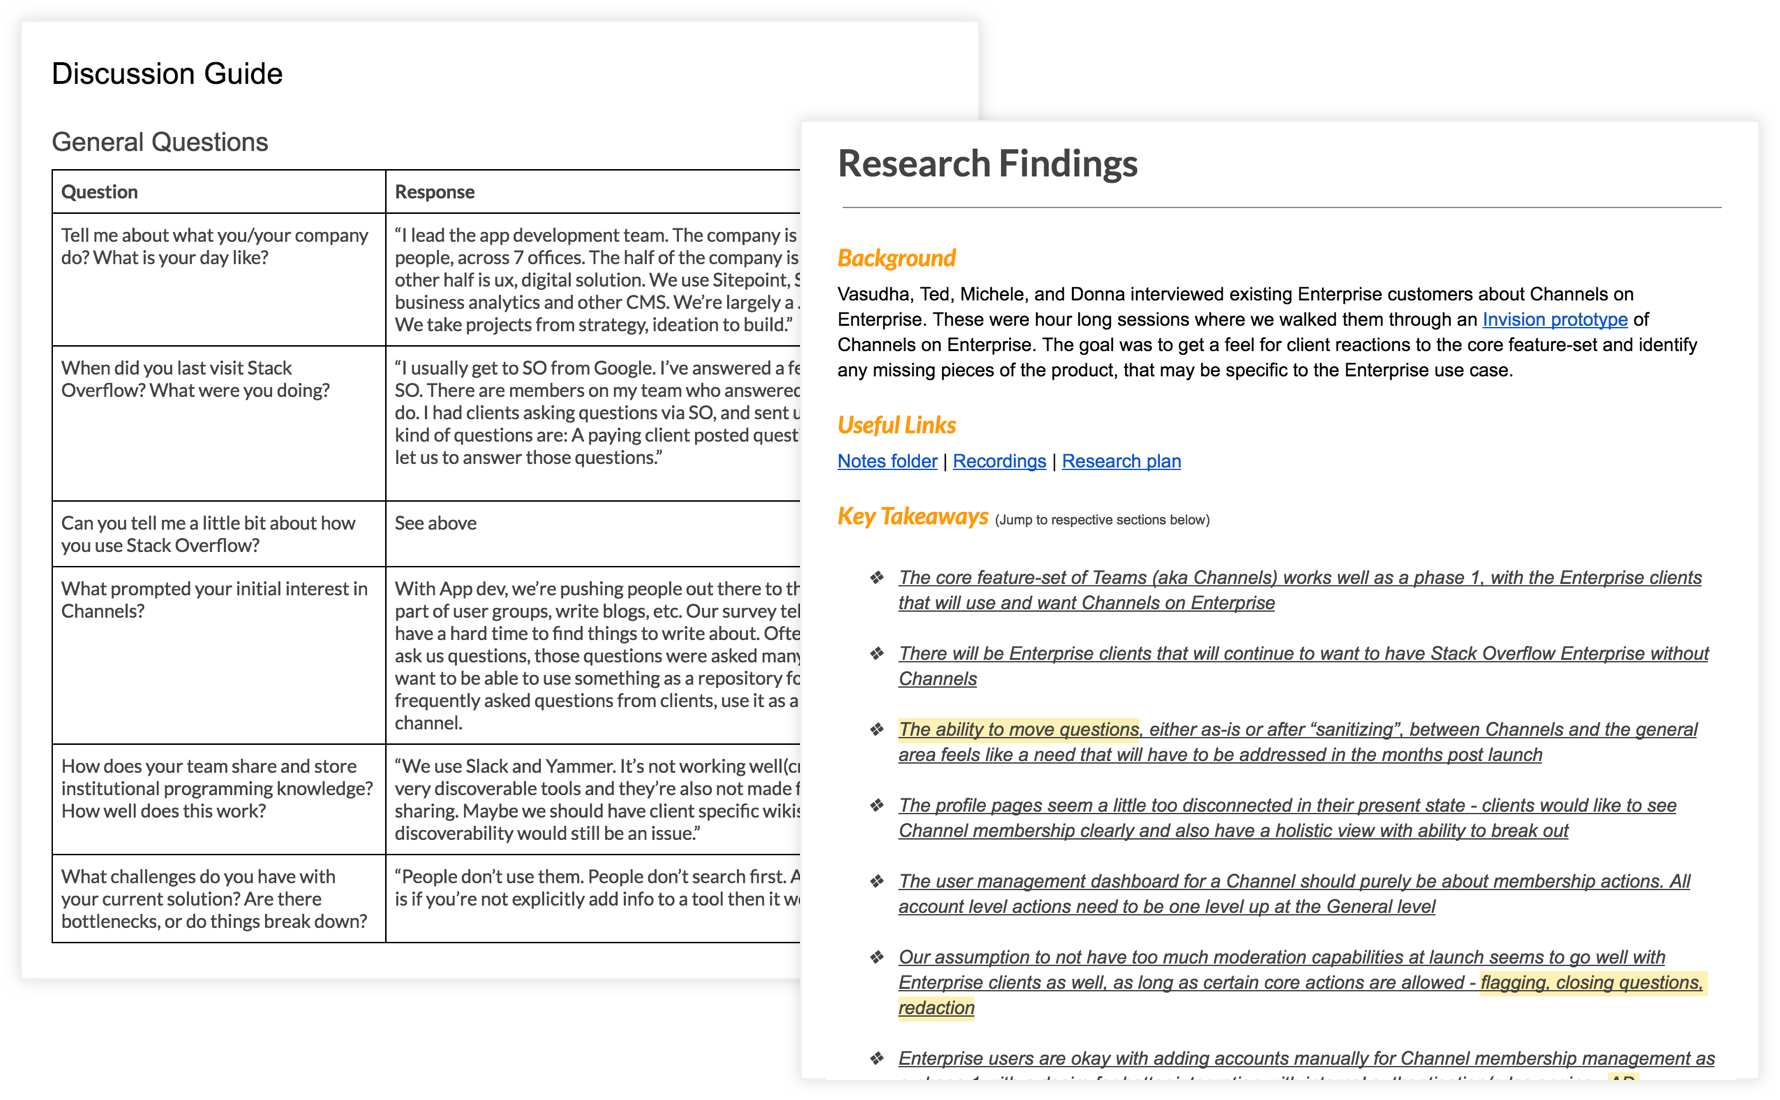 Discussion Guide
General Questions
Question
Response
Tell me about what you/your company
do? What is your day like?
“I lead the app development team. The company is
people, across 7 offices. The half of the company is
other half is ux, digital solution. We use Sitepoint, S
business analytics and other CMS. We’re largely a
We take projects from strategy, ideation to build.”
When did you last visit Stack
Overflow? What were you doing?
“I usually get to SO from Google. I’ve answered a fe
SO. There are members on my team who answered
do. I had clients asking questions via SO, and sent u
kind of questions are: A paying client posted quest
let us to answer those questions.”
Can you tell me a little bit about how
you use Stack Overflow?
See above
What prompted your initial interest in
Channels?
With App dev, we’re pushing people out there to th
part of user groups, write blogs, etc. Our survey tel
have a hard time to find things to write about. Ofte
ask us questions, those questions were asked many
want to be able to use something as a repository fo
frequently asked questions from clients, use it as a
channel.
How does your team share and store
institutional programming knowledge?
How well does this work?
“We use Slack and Yammer. It’s not working well(cr
very discoverable tools and they’re also not made f
sharing. Maybe we should have client specific wikis
discoverability would still be an issue.”
What challenges do you have with
your current solution? Are there
bottlenecks, or do things break down?
“People don’t use them. People don’t search first. A
is if you’re not explicitly add info to a tool then it we
Research Findings
Background
Vasudha, Ted, Michele, and Donna interviewed existing Enterprise customers about Channels on
Enterprise. These were hour long sessions where we walked them through an Invision prototype of
Channels on Enterprise. The goal was to get a feel for client reactions to the core feature-set and identify
any missing pieces of the product, that may be specific to the Enterprise use case.
Useful Links
Notes folder | Recordings | Research plan
Key Takeaways (Jump to respective sections below)
❖ The core feature-set of Teams (aka Channels) works well as a phase 1, with the Enterprise clients
that will use and want Channels on Enterprise
❖ There will be Enterprise clients that will continue to want to have Stack Overflow Enterprise without
Channels
❖ The ability to move questions, either as-is or after “sanitizing”, between Channels and the general
area feels like a need that will have to be addressed in the months post launch
❖ The profile pages seem a little too disconnected in their present state - clients would like to see
Channel membership clearly and also have a holistic view with ability to break out
❖ The user management dashboard for a Channel should purely be about membership actions. All
account level actions need to be one level up at the General level
❖ Our assumption to not have too much moderation capabilities at launch seems to go well with
Enterprise clients as well, as long as certain core actions are allowed - flagging, closing questions,
redaction
❖ Enterprise users are okay with adding accounts manually for Channel membership management as